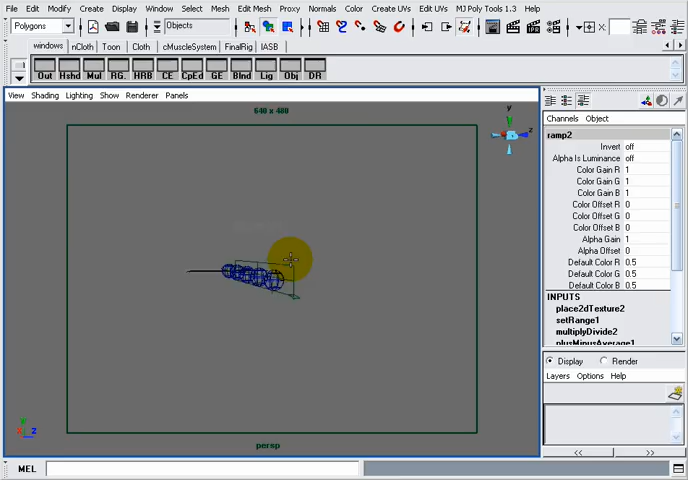 File Edit Modify Create Display Window Select Mesh Edit Mesh Proxy Normals Color Create UVs Edit UVs MJ Poly Tools 1.3 Help
Polygons Objects X:
windows nCloth Toon Cloth cMuscleSystem FinalRig IASB
Out Hshd Mul RG. HRB CE CpEd GE Blnd Lig Obj DR
View Shading Lighting Show Renderer Panels
640 x 480
y
z
Channels Object
ramp2
Invert off
Alpha Is Luminance off
Color Gain R 1
Color Gain G 1
Color Gain B 1
Color Offset R 0
Color Offset G 0
Color Offset B 0
Alpha Gain 1
Alpha Offset 0
Default Color R 0.5
Default Color G 0.5
Default Color B 0.5
INPUTS
place2dTexture2
setRange1
multiplyDivide2
plusMinusAverage1
Display Render
Layers Options Help
z
persp
<< >>
MEL